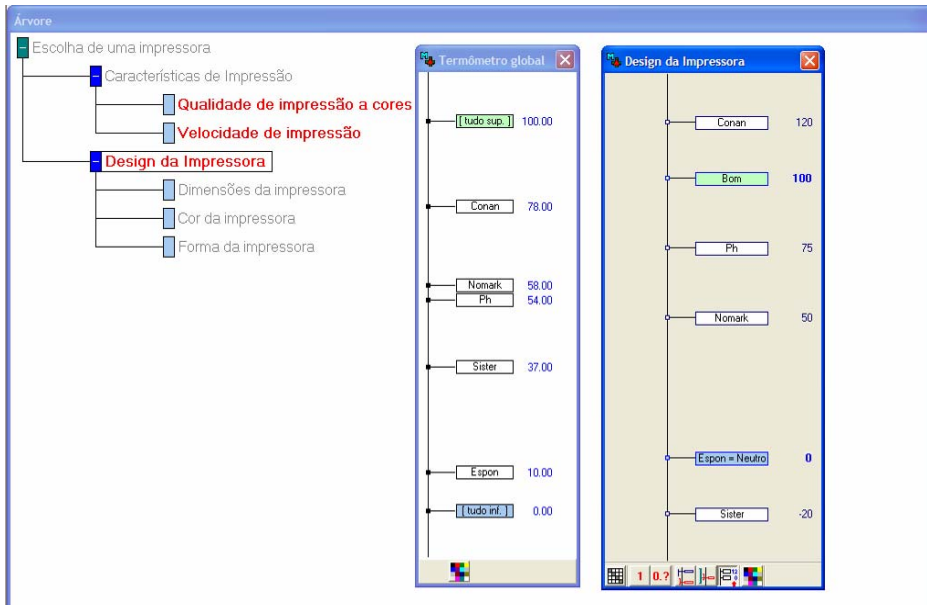 Árvore
Escolha de uma impressora
Características de Impressão
Qualidade de impressão a cores
Velocidade de impressão
Design da Impressora
Dimensões da impressora
Cor da impressora
Forma da impressora
Termômetro global
[ tudo sup. ] 100.00
Conan 78.00
Nomark 58.00
Ph 54.00
Sister 37.00
Espon 10.00
[ tudo inf. ] 0.00
Design da Impressora
Conan 120
Bom 100
Ph 75
Nomark 50
Espon = Neutro 0
Sister -20
1 0.?